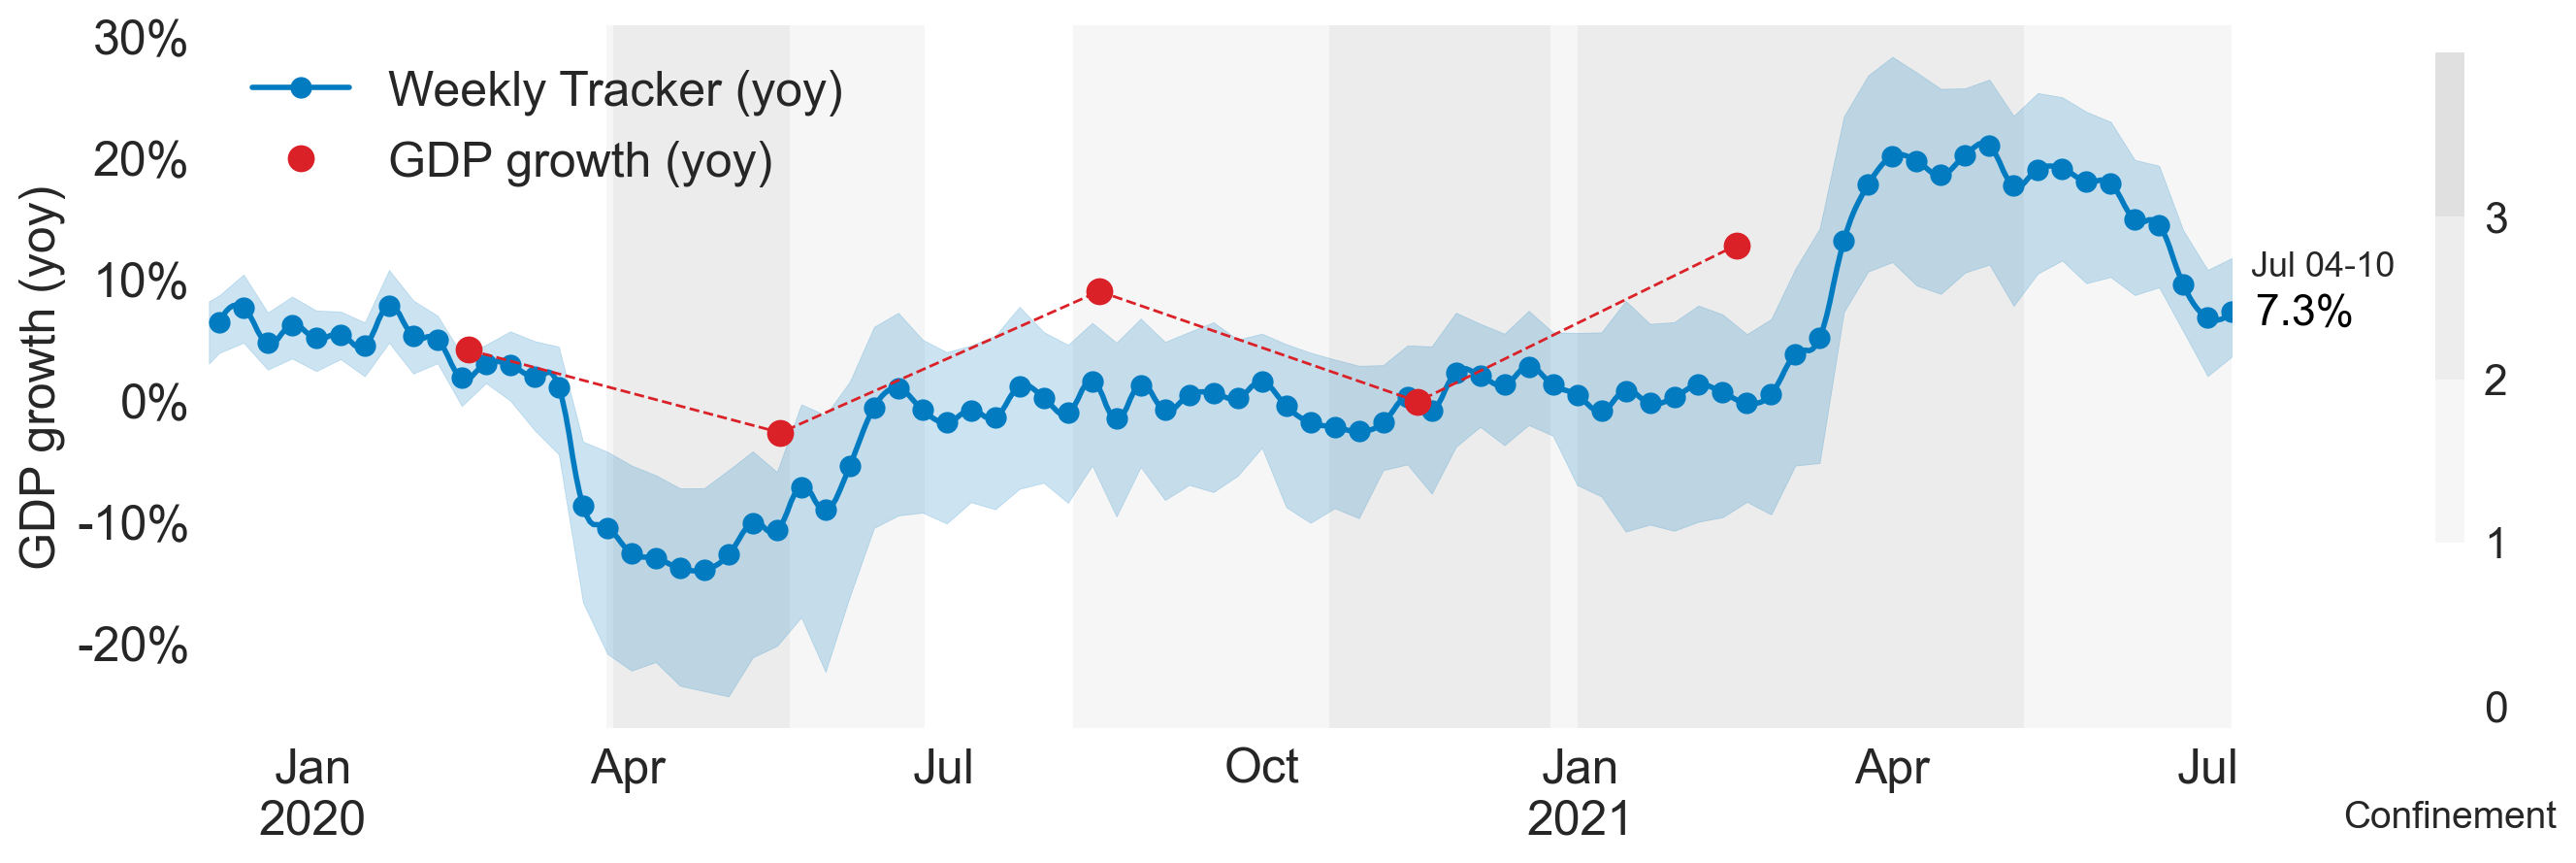 GDP growth (yoy)
30%
20%
10%
0%
-10%
-20%
Weekly Tracker (yoy)
GDP growth (yoy)
Jul 04-10
7.3%
3
2
1
0
Jan Apr Jul Oct Jan Apr Jul
2020 2021
Confinement